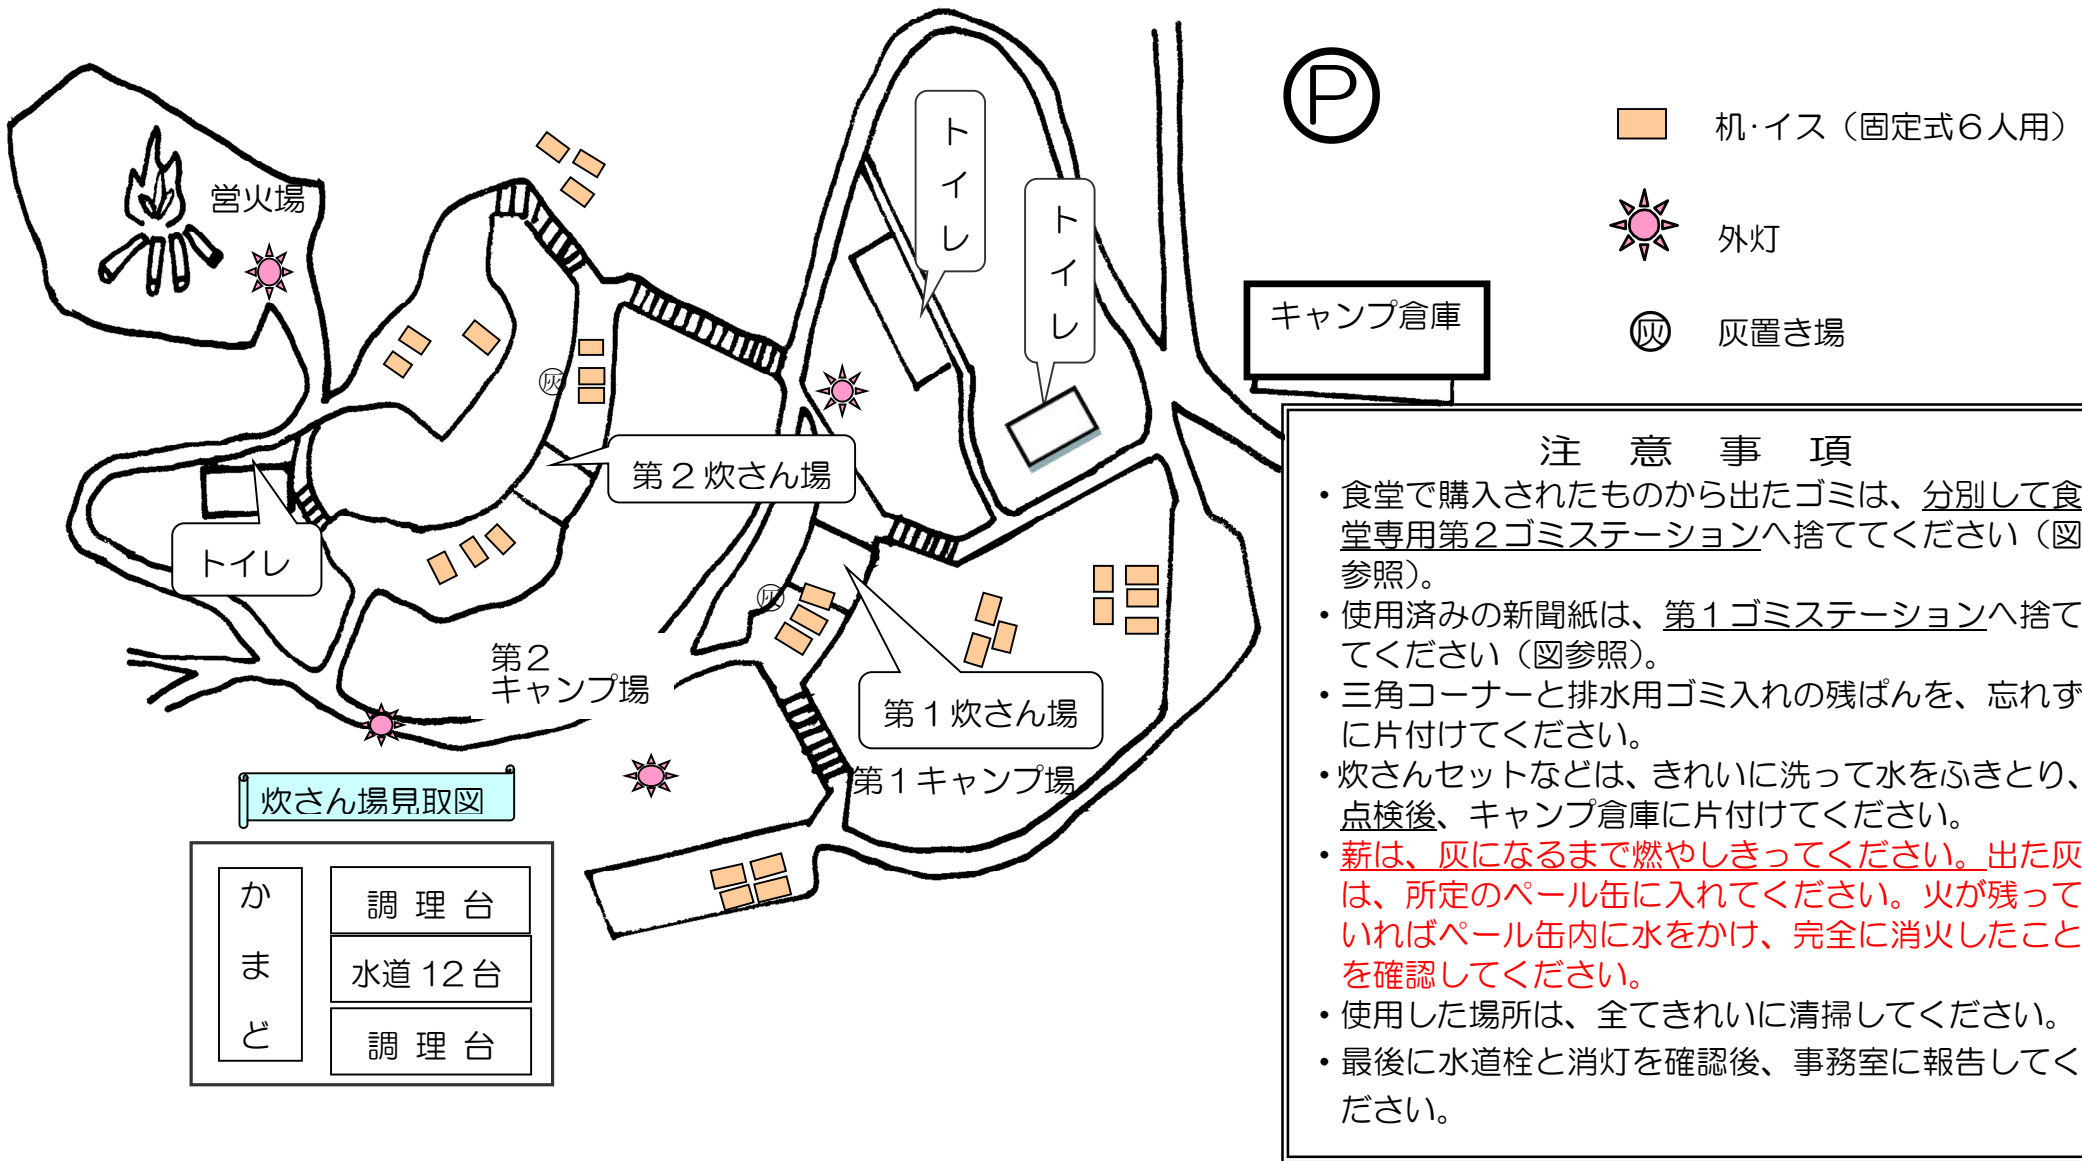 Ⓟ
机・イス（固定式６人用）
外灯
㊋灰置き場
営火場
トイレ
トイレ
キャンプ倉庫
灰
第２炊さん場
トイレ
灰
第２
キャンプ場
第１炊さん場
第１キャンプ場
炊さん場見取図
かまど
調 理 台
水道 12 台
調 理 台
注 意 事 項
・食堂で購入されたものから出たゴミは、分別して食
堂専用第２ゴミステーションへ捨ててください（図
参照）。
・使用済みの新聞紙は、第１ゴミステーションへ捨て
てください（図参照）。
・三角コーナーと排水用ゴミ入れの残ぱんを、忘れず
に片付けてください。
・炊さんセットなどは、きれいに洗って水をふきとり、
点検後、キャンプ倉庫に片付けてください。
・薪は、灰になるまで燃やしきってください。出た灰
は、所定のペール缶に入れてください。火が残って
いればペール缶内に水をかけ、完全に消火したこと
を確認してください。
・使用した場所は、全てきれいに清掃してください。
・最後に水道栓と消灯を確認後、事務室に報告してく
ださい。